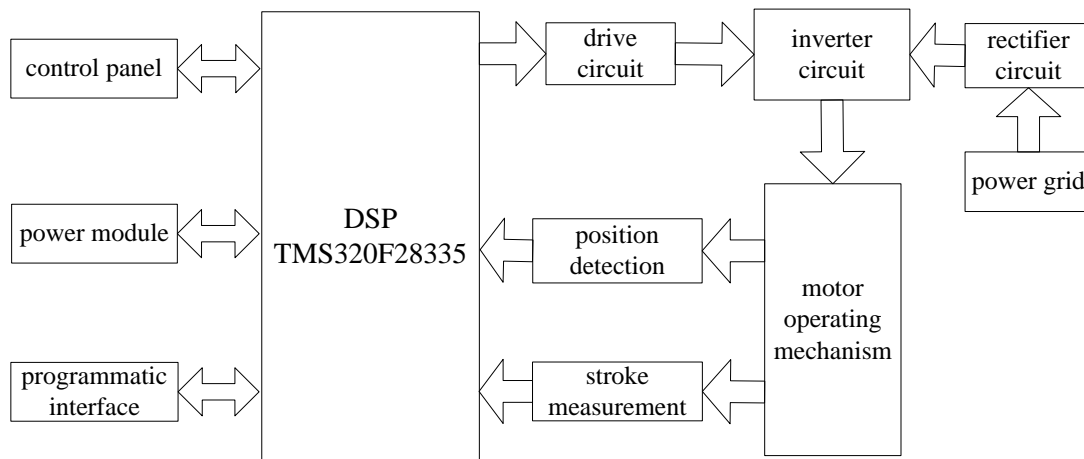 control panel
power module
programmatic
interface
DSP
TMS320F28335
drive
circuit
inverter
circuit
rectifier
circuit
power grid
position
detection
stroke
measurement
motor
operating
mechanism